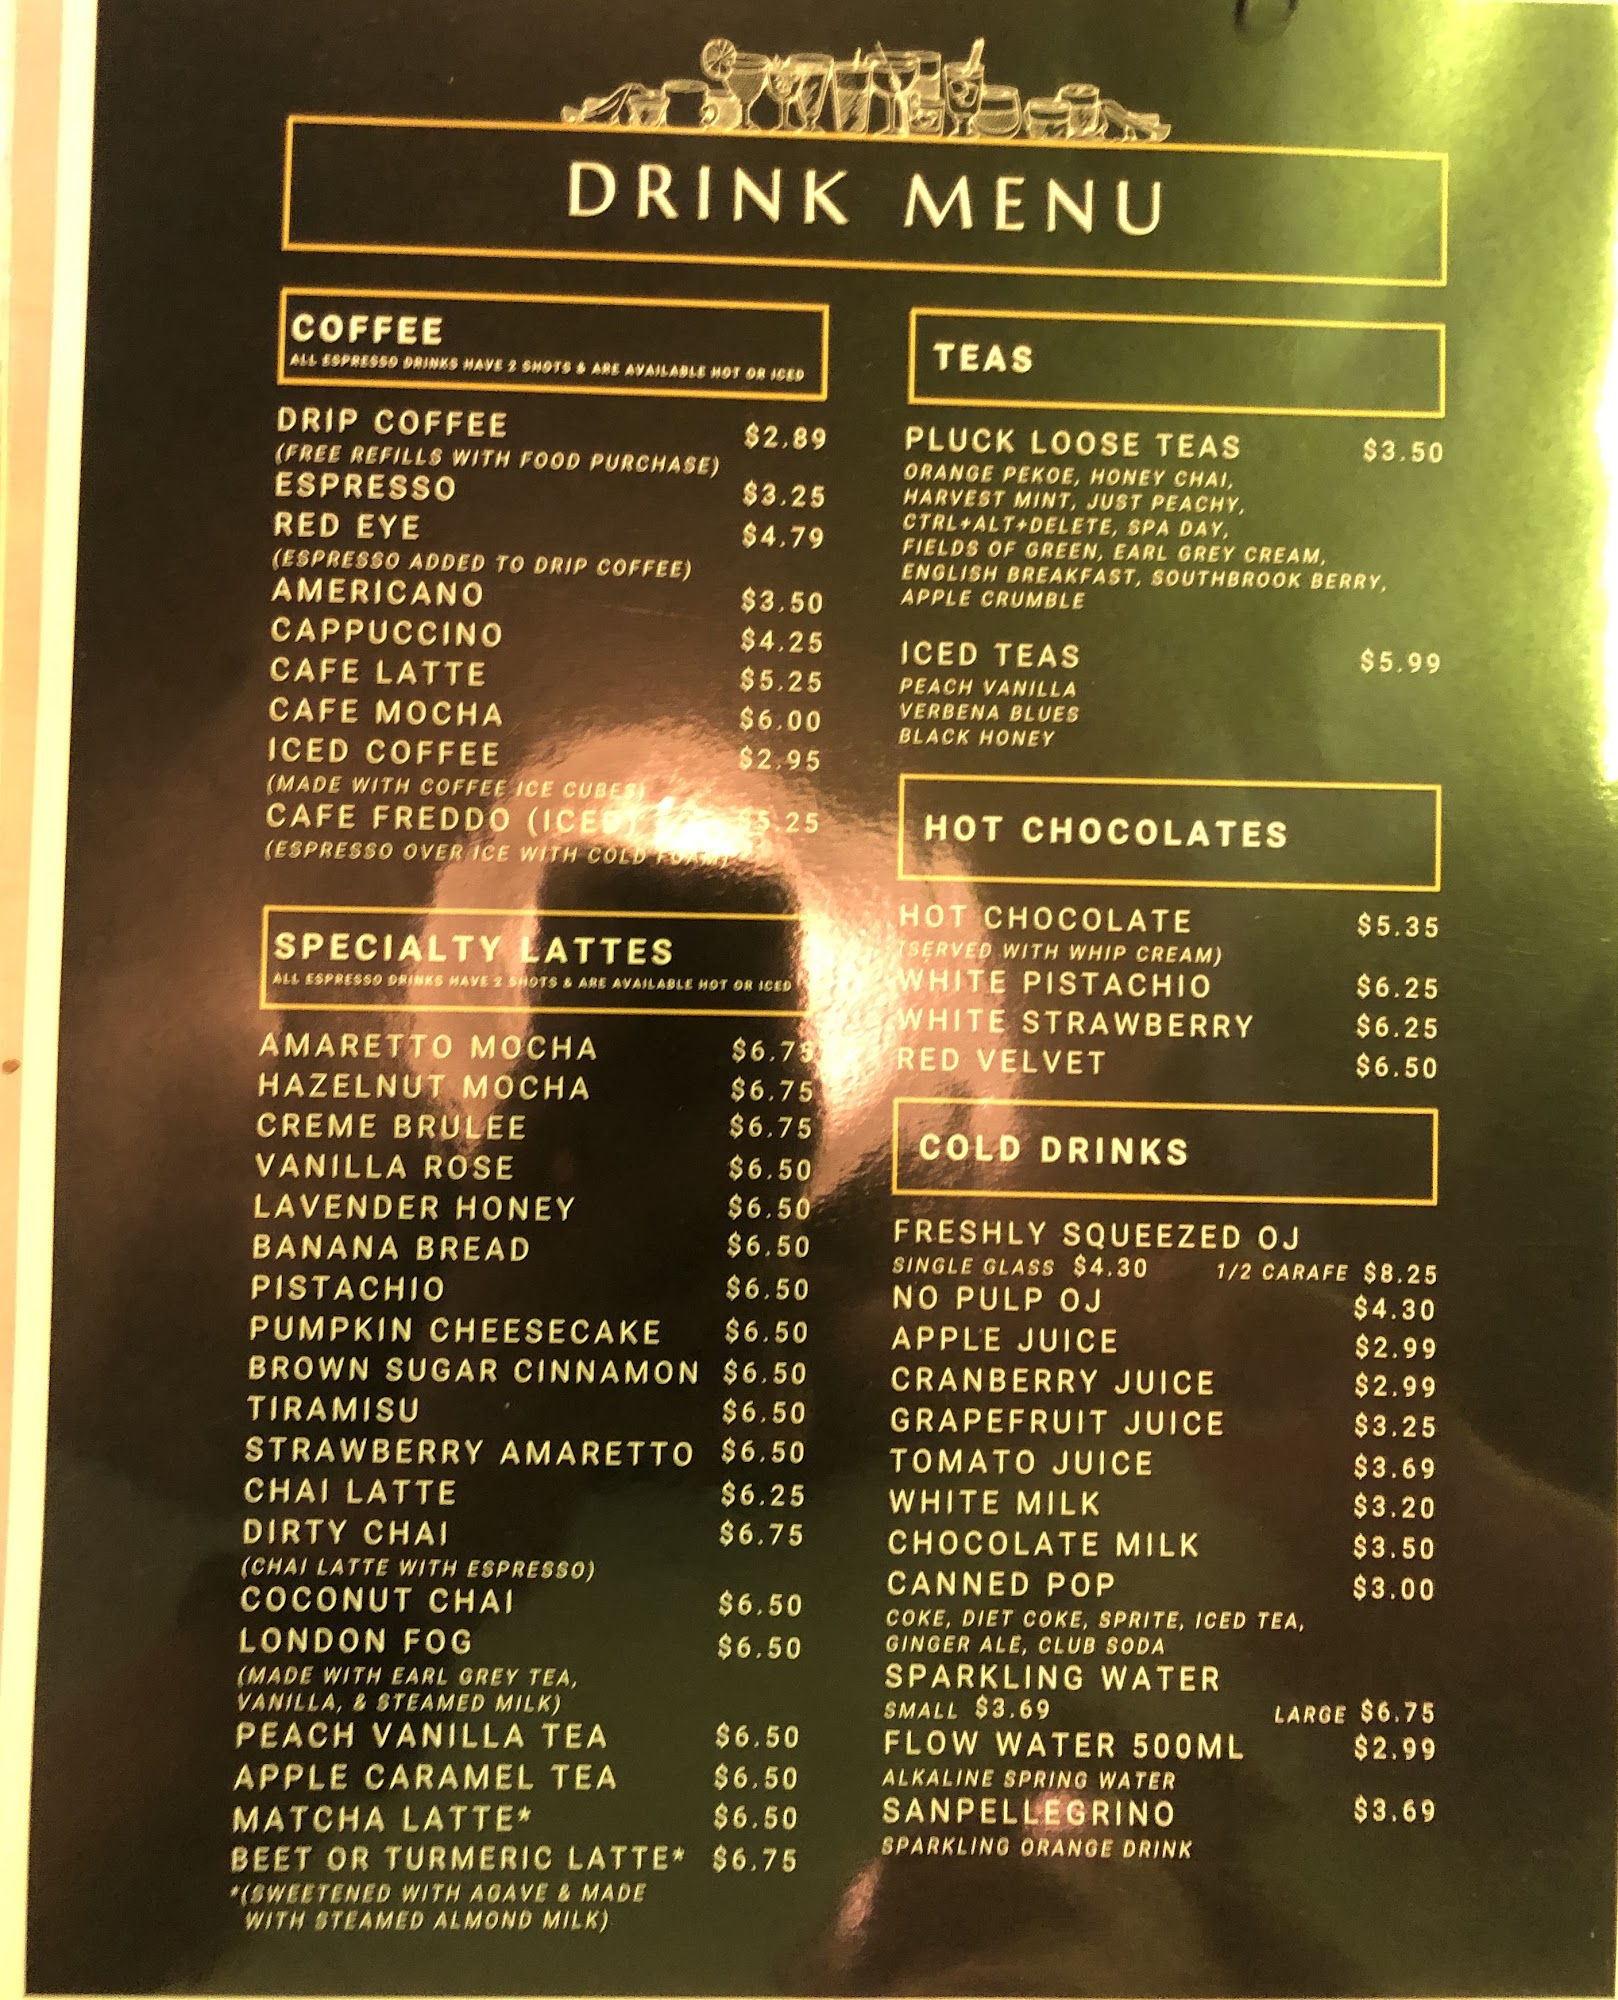 DRINK MENU
COFFEE
ALL ESPRESSO DRINKS HAVE 2 SHOTS & ARE AVAILABLE HOT OR ICED
DRIP COFFEE $2.89
(FREE REFILLS WITH FOOD PURCHASE)
ESPRESSO $3.25
RED EYE $4.79
(ESPRESSO ADDED TO DRIP COFFEE)
AMERICANO $3.50
CAPPUCCINO $4.25
CAFE LATTE $5.25
CAFE MOCHA $6.00
ICED COFFEE $2.95
(MADE WITH COFFEE ICE CUBES)
CAFE FREDDO (ICED) $5.25
(ESPRESSO OVER ICE WITH COLD FOAM)
SPECIALTY LATTES
ALL ESPRESSO DRINKS HAVE 2 SHOTS & ARE AVAILABLE HOT OR ICED
AMARETTO MOCHA $6.75
HAZELNUT MOCHA $6.75
CREME BRULEE $6.75
VANILLA ROSE $6.50
LAVENDER HONEY $6.50
BANANA BREAD $6.50
PISTACHIO $6.50
PUMPKIN CHEESECAKE $6.50
BROWN SUGAR CINNAMON $6.50
TIRAMISU $6.50
STRAWBERRY AMARETTO $6.50
CHAI LATTE $6.25
DIRTY CHAI $6.75
(CHAI LATTE WITH ESPRESSO)
COCONUT CHAI $6.50
LONDON FOG $6.50
(MADE WITH EARL GREY TEA,
VANILLA, & STEAMED MILK)
PEACH VANILLA TEA $6.50
APPLE CARAMEL TEA $6.50
MATCHA LATTE* $6.50
BEET OR TURMERIC LATTE* $6.75
*(SWEETENED WITH AGAVE & MADE
WITH STEAMED ALMOND MILK)
TEAS
PLUCK LOOSE TEAS $3.50
ORANGE PEKOE, HONEY CHAI,
HARVEST MINT, JUST PEACHY,
CTRL+ALT+DELETE, SPA DAY,
FIELDS OF GREEN, EARL GREY CREAM,
ENGLISH BREAKFAST, SOUTHBROOK BERRY,
APPLE CRUMBLE
ICED TEAS $5.99
PEACH VANILLA
VERBENA BLUES
BLACK HONEY
HOT CHOCOLATES
HOT CHOCOLATE $5.35
(SERVED WITH WHIP CREAM)
WHITE PISTACHIO $6.25
WHITE STRAWBERRY $6.25
RED VELVET $6.50
COLD DRINKS
FRESHLY SQUEEZED OJ
SINGLE GLASS $4.30 1/2 CARAFE $8.25
NO PULP OJ $4.30
APPLE JUICE $2.99
CRANBERRY JUICE $2.99
GRAPEFRUIT JUICE $3.25
TOMATO JUICE $3.69
WHITE MILK $3.20
CHOCOLATE MILK $3.50
CANNED POP $3.00
COKE, DIET COKE, SPRITE, ICED TEA,
GINGER ALE, CLUB SODA
SPARKLING WATER
SMALL $3.69 LARGE $6.75
FLOW WATER 500ML $2.99
ALKALINE SPRING WATER
SANPELLEGRINO $3.69
SPARKLING ORANGE DRINK